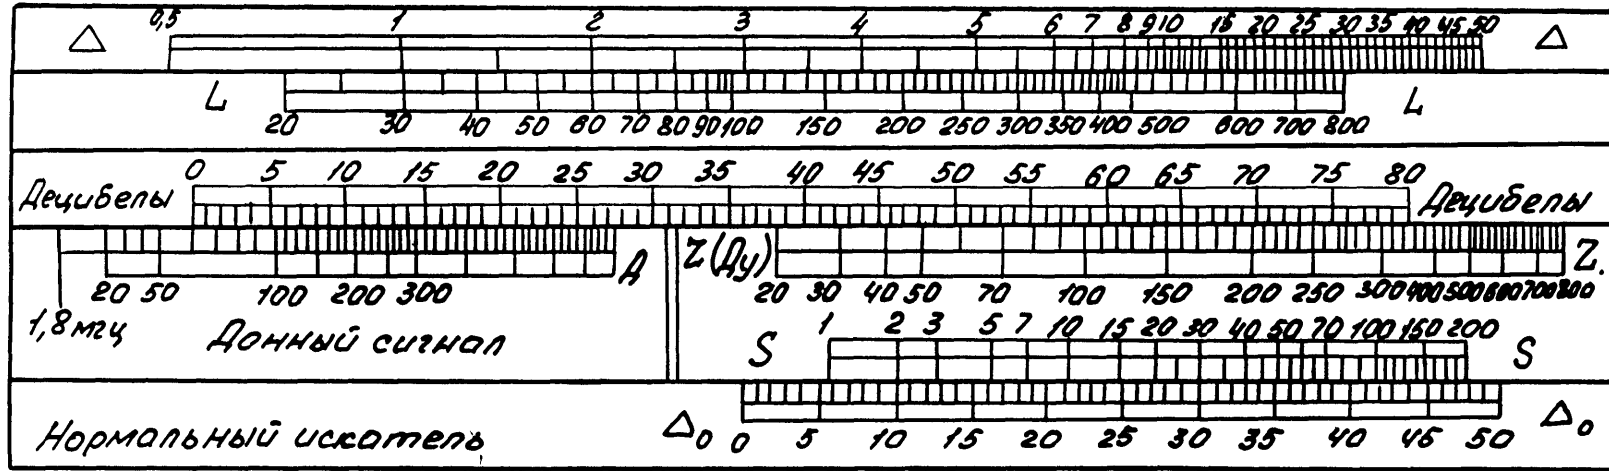 0,5 1 2 3 4 5 6 7 8 9 10 15 20 25 30 35 40 45 50
Δ Δ
L L
20 30 40 50 60 70 80 90 100 150 200 250 300 350 400 500 600 700 800
0 5 10 15 20 25 30 35 40 45 50 55 60 65 70 75 80
Децибелы Децибелы
Д Z(Ду) Z.
20 50 100 200 300 20 30 40 50 70 100 150 200 250 300 400 500 600 700 800
1,8 мгц Донный сигнал
1 2 3 5 7 10 15 20 30 40 50 70 100 150 200
S S
Нормальный искатель Δ₀ Δ₀
0 5 10 15 20 25 30 35 40 45 50